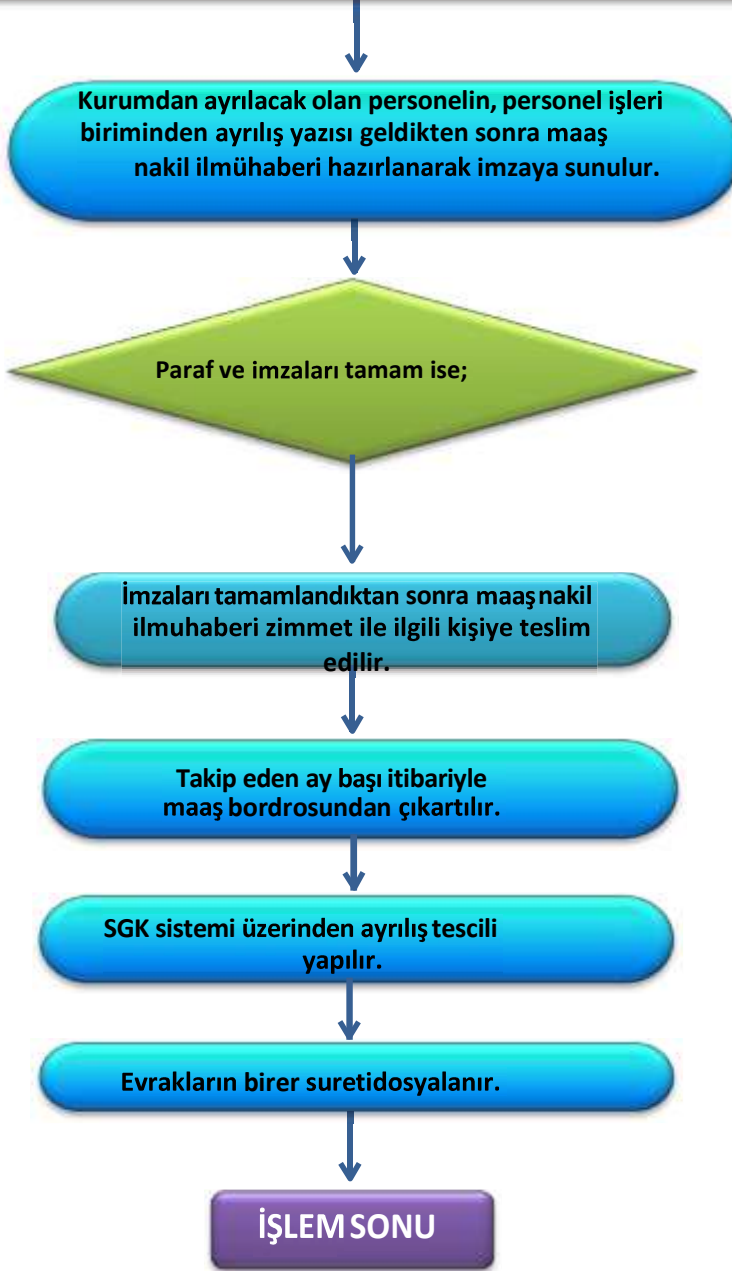 Kurumdan ayrılacak olan personelin, personel işleri
biriminden ayrılış yazısı geldikten sonra maaş
nakil ilmühaberi hazırlanarak imzaya sunulur.
Paraf ve imzaları tamam ise;
İmzaları tamamlandıktan sonra maaş nakil
ilmuhaberi zimmet ile ilgili kişiye teslim
edilir.
Takip eden ay başı itibariyle
maaş bordrosundan çıkartılır.
SGK sistemi üzerinden ayrılış tescili
yapılır.
Evrakların birer suretidosyalanır.
İŞLEM SONU